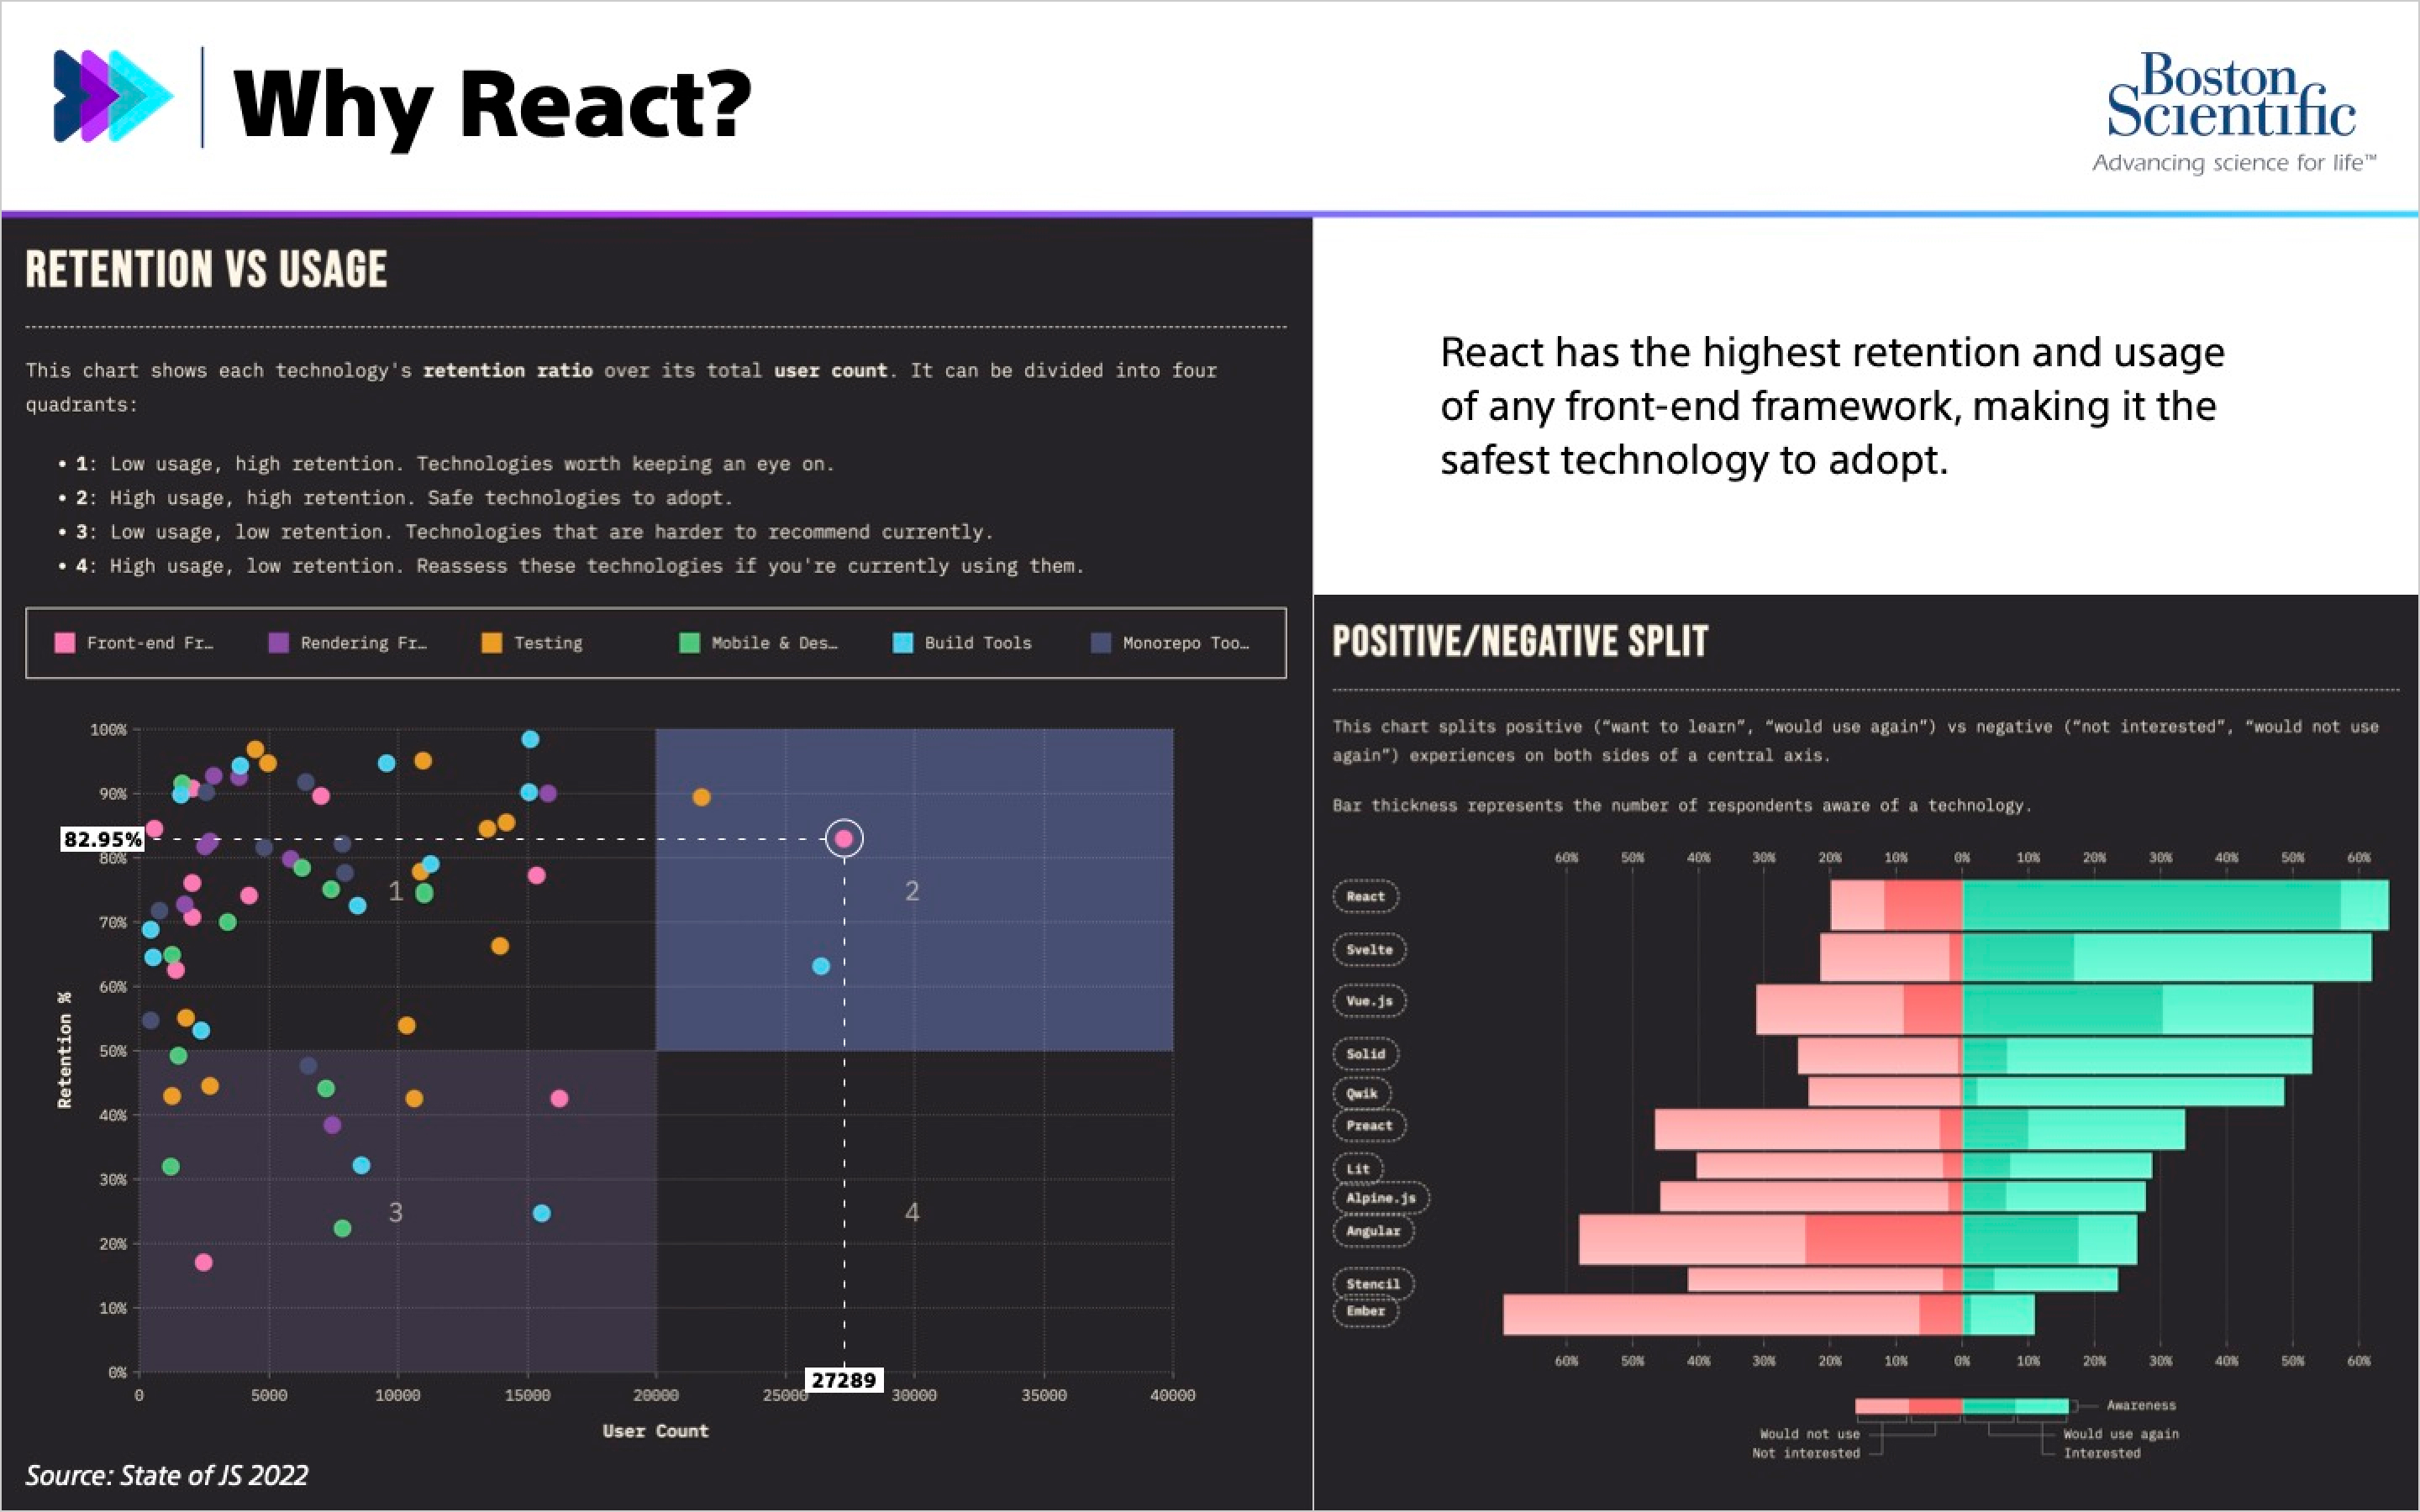 Why React?
Boston
Scientific
Advancing science for life™
RETENTION VS USAGE
This chart shows each technology's retention ratio over its total user count. It can be divided into four
quadrants:
• 1: Low usage, high retention. Technologies worth keeping an eye on.
• 2: High usage, high retention. Safe technologies to adopt.
• 3: Low usage, low retention. Technologies that are harder to recommend currently.
• 4: High usage, low retention. Reassess these technologies if you're currently using them.
Front-end Fr… Rendering Fr… Testing Mobile & Des… Build Tools Monorepo Too…
100%
90%
82.95%
80%
70%
60%
50%
40%
30%
20%
10%
0%
Retention %
1
2
3
4
0 5000 10000 15000 20000 25000 27289 30000 35000 40000
User Count
Source: State of JS 2022
React has the highest retention and usage
of any front-end framework, making it the
safest technology to adopt.
POSITIVE/NEGATIVE SPLIT
This chart splits positive (“want to learn”, “would use again”) vs negative (“not interested”, “would not use
again”) experiences on both sides of a central axis.
Bar thickness represents the number of respondents aware of a technology.
60% 50% 40% 30% 20% 10% 0% 10% 20% 30% 40% 50% 60%
React
Svelte
Vue.js
Solid
Qwik
Preact
Lit
Alpine.js
Angular
Stencil
Ember
60% 50% 40% 30% 20% 10% 0% 10% 20% 30% 40% 50% 60%
Awareness
Would not use Would use again
Not interested Interested